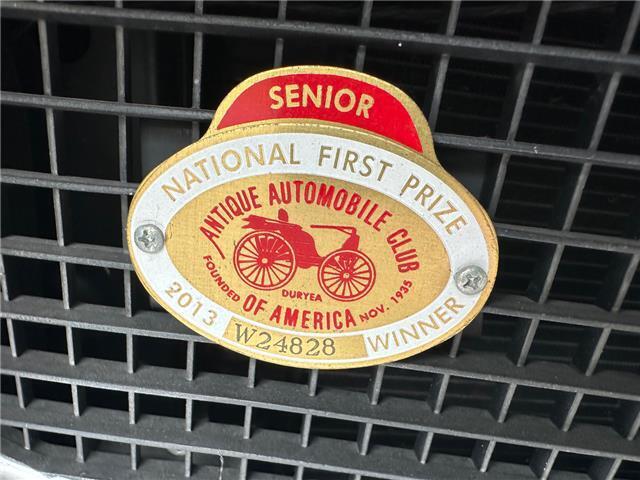 SENIOR
NATIONAL FIRST PRIZE
ANTIQUE AUTOMOBILE CLUB
OF AMERICA
DURYEA
FOUNDED NOV. 1935
2013 WINNER
W24828